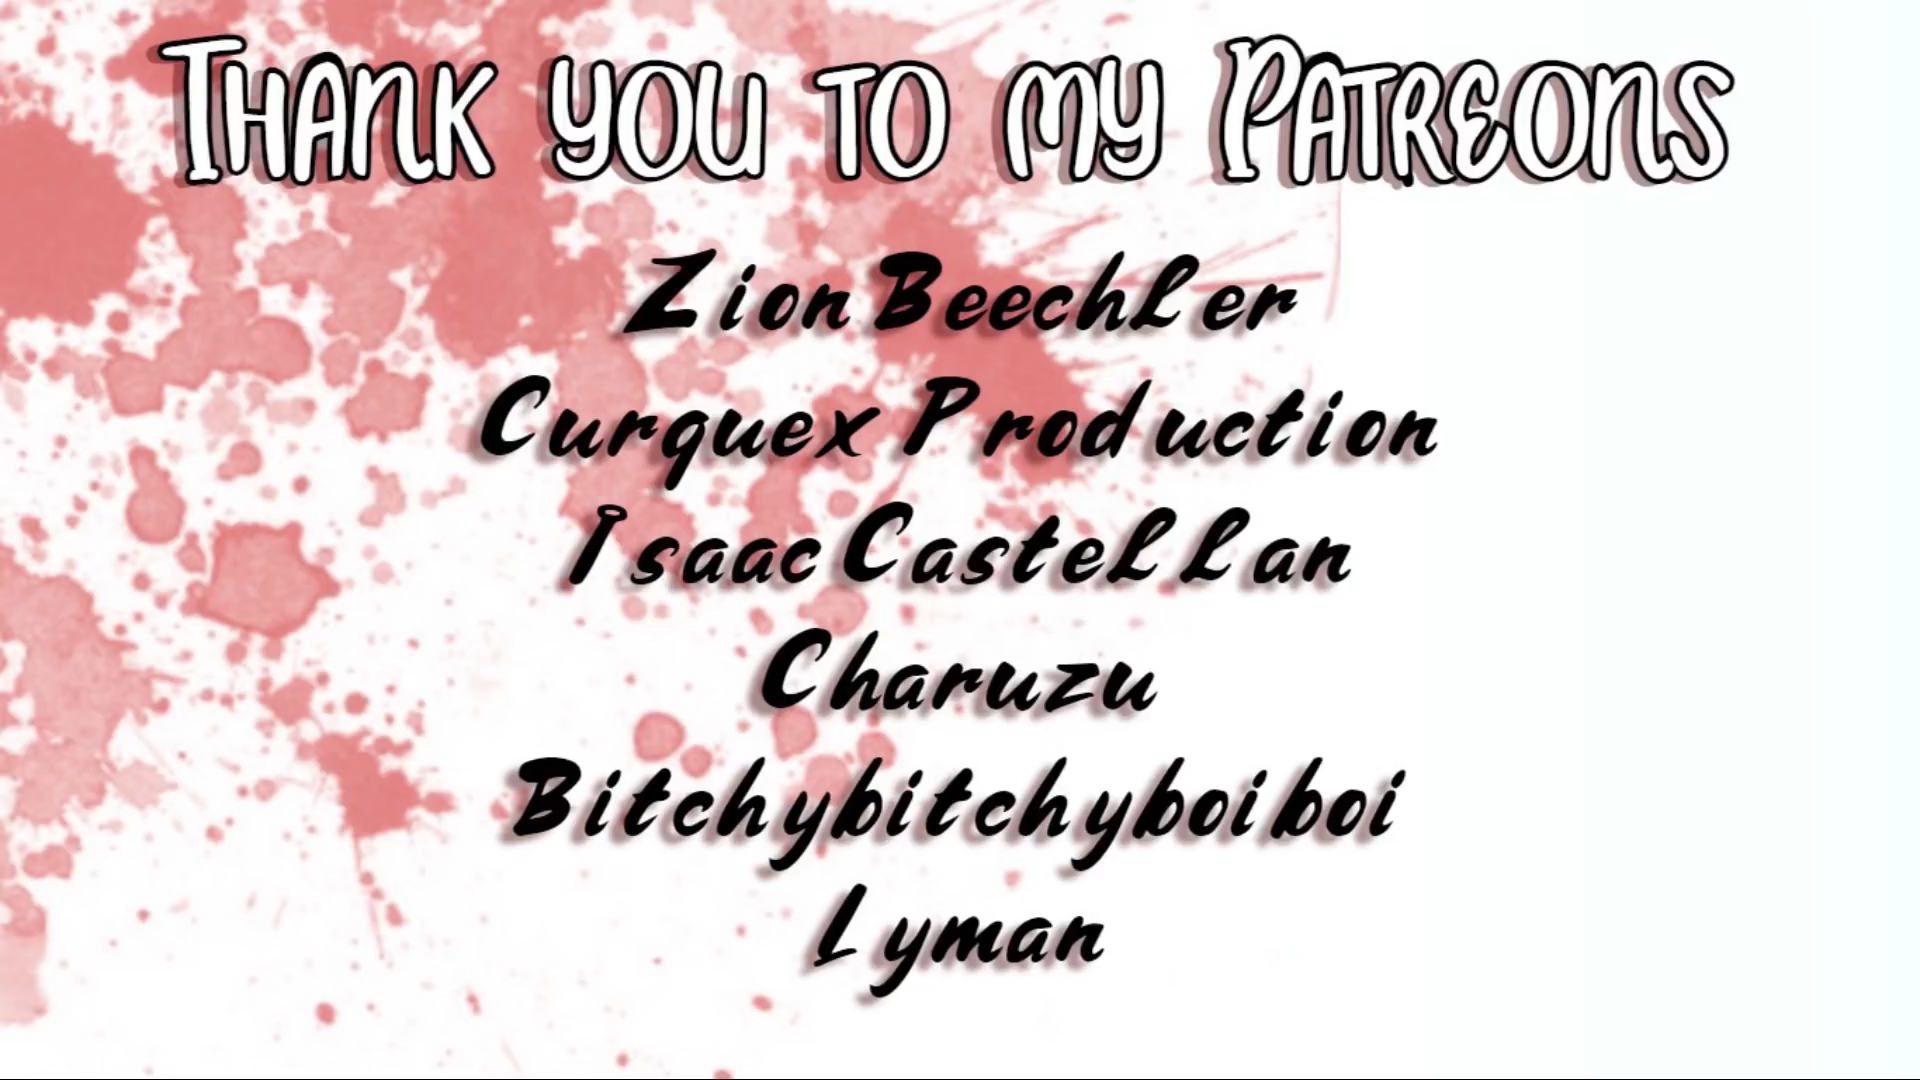 Thank you to my Patreons
Zion Beechler
Curquex Production
Isaac Castellan
Charuzu
Bitchybitchyboiboi
Lyman